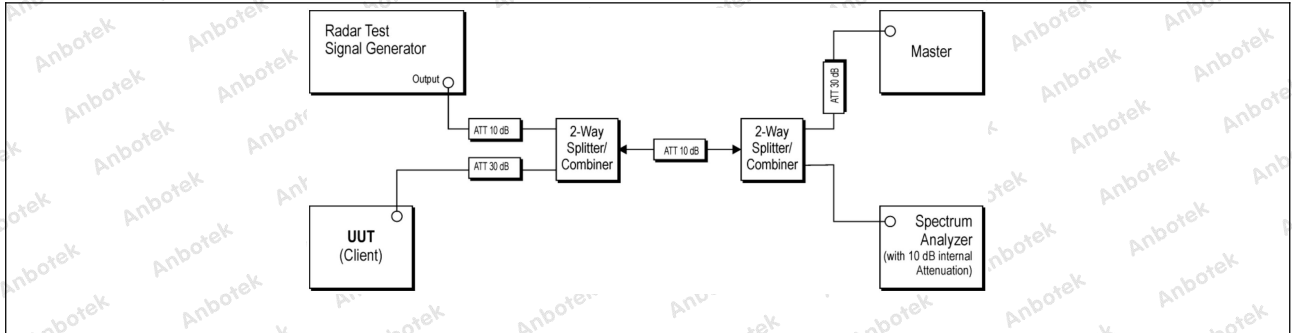 Radar Test
Signal Generator
Output
Master
ATT 30 dB
ATT 10 dB
2-Way
Splitter/
Combiner
ATT 10 dB
2-Way
Splitter/
Combiner
ATT 30 dB
UUT
(Client)
Spectrum
Analyzer
(with 10 dB internal
Attenuation)
Anbotek